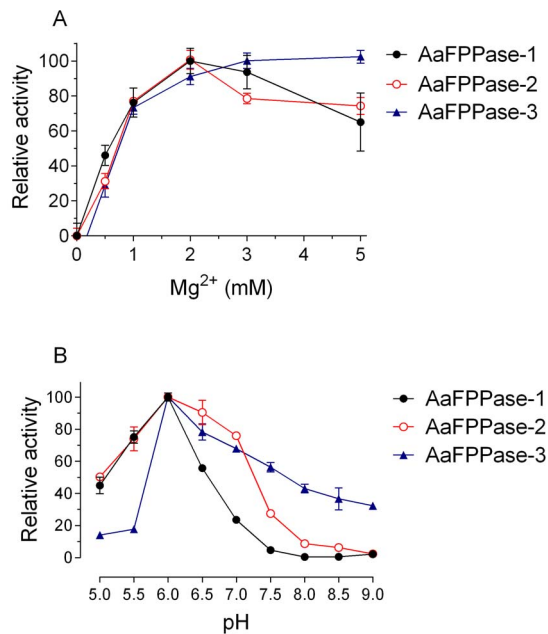 A
Relative activity
100
80
60
40
20
0
0 1 2 3 4 5
Mg²⁺ (mM)
AaFPPase-1
AaFPPase-2
AaFPPase-3
B
Relative activity
100
80
60
40
20
0
5.0 5.5 6.0 6.5 7.0 7.5 8.0 8.5 9.0
pH
AaFPPase-1
AaFPPase-2
AaFPPase-3